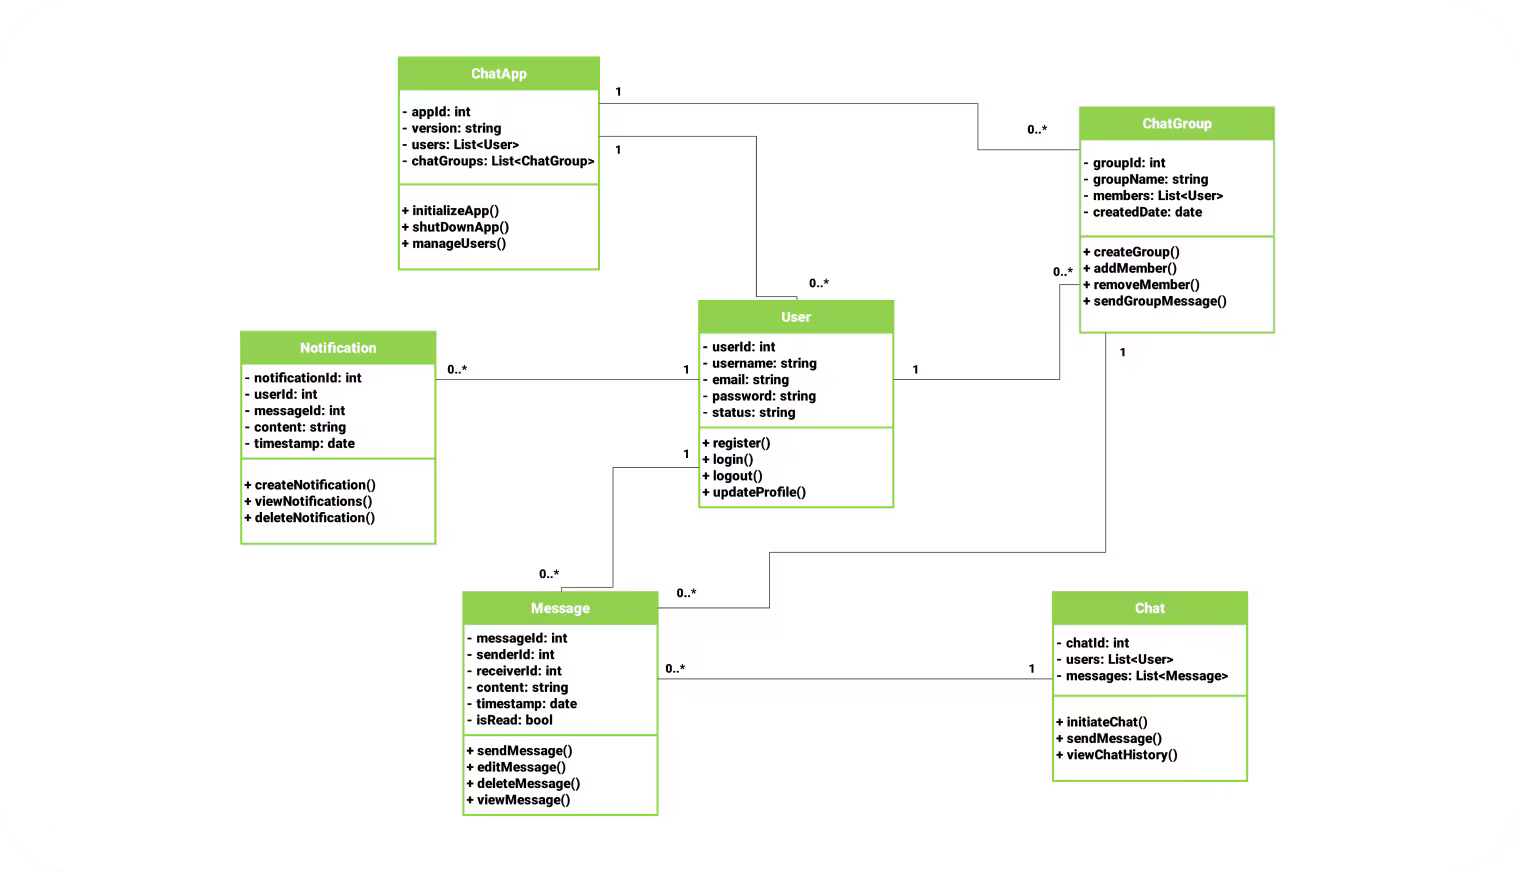 ChatApp
- appId: int
- version: string
- users: List<User>
- chatGroups: List<ChatGroup>
+ initializeApp()
+ shutDownApp()
+ manageUsers()
1
1
0..*
ChatGroup
- groupId: int
- groupName: string
- members: List<User>
- createdDate: date
+ createGroup()
+ addMember()
+ removeMember()
+ sendGroupMessage()
0..*
0..*
1
User
- userId: int
- username: string
- email: string
- password: string
- status: string
+ register()
+ login()
+ logout()
+ updateProfile()
1
1
1
Notification
- notificationId: int
- userId: int
- messageId: int
- content: string
- timestamp: date
+ createNotification()
+ viewNotifications()
+ deleteNotification()
0..*
0..*
0..*
Message
- messageId: int
- senderId: int
- receiverId: int
- content: string
- timestamp: date
- isRead: bool
+ sendMessage()
+ editMessage()
+ deleteMessage()
+ viewMessage()
0..*
1
Chat
- chatId: int
- users: List<User>
- messages: List<Message>
+ initiateChat()
+ sendMessage()
+ viewChatHistory()